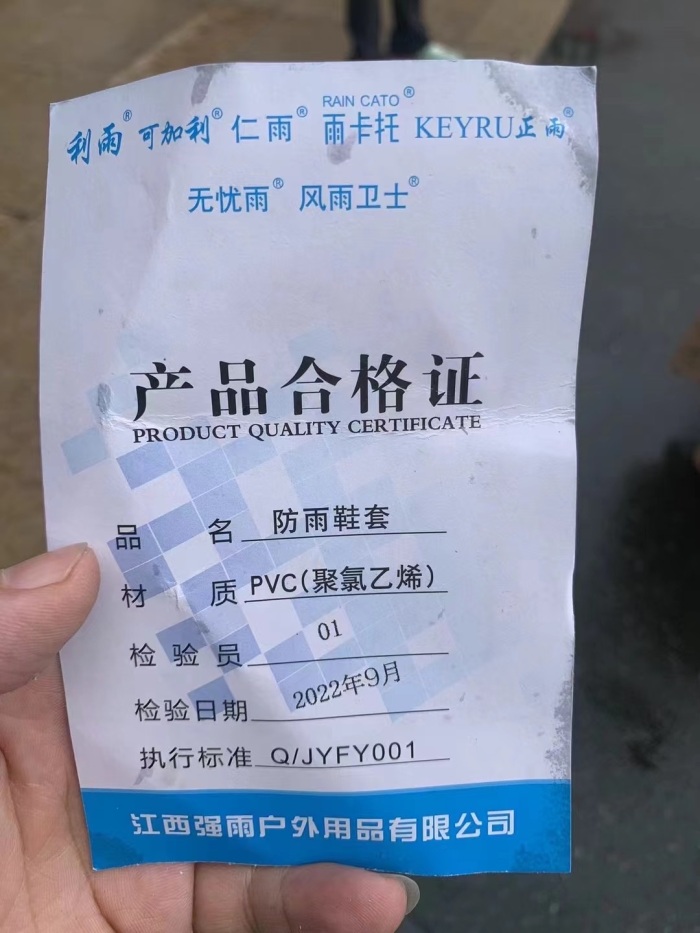 RAIN CATO®
利雨® 可加利® 仁雨® 雨卡托 KEYRU正雨®
无忧雨® 风雨卫士®
产品合格证
PRODUCT QUALITY CERTIFICATE
品 名 防雨鞋套
材 质 PVC(聚氯乙烯)
检验员 01
检验日期 2022年9月
执行标准 Q/JYFY001
江西强雨户外用品有限公司